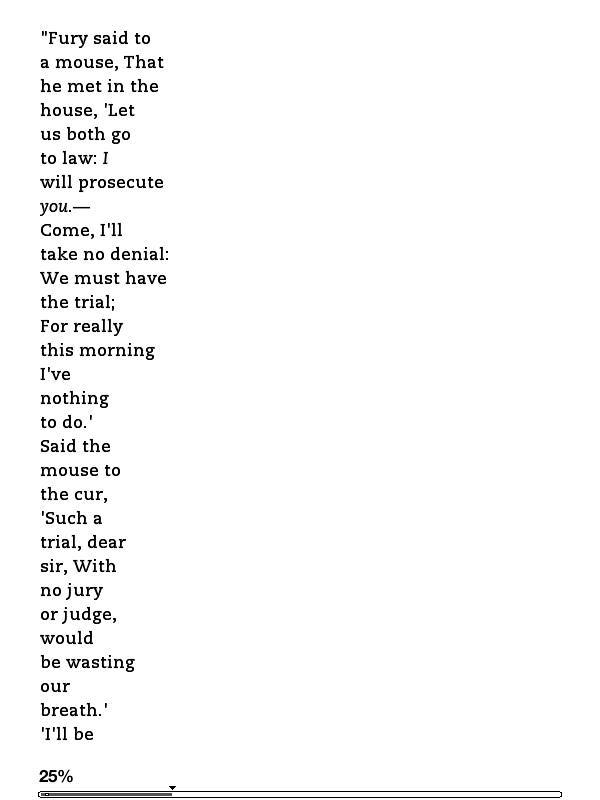 "Fury said to
a mouse, That
he met in the
house, 'Let
us both go
to law: I
will prosecute
you.—
Come, I'll
take no denial:
We must have
the trial;
For really
this morning
I've
nothing
to do.'
Said the
mouse to
the cur,
'Such a
trial, dear
sir, With
no jury
or judge,
would
be wasting
our
breath.'
'I'll be
25%